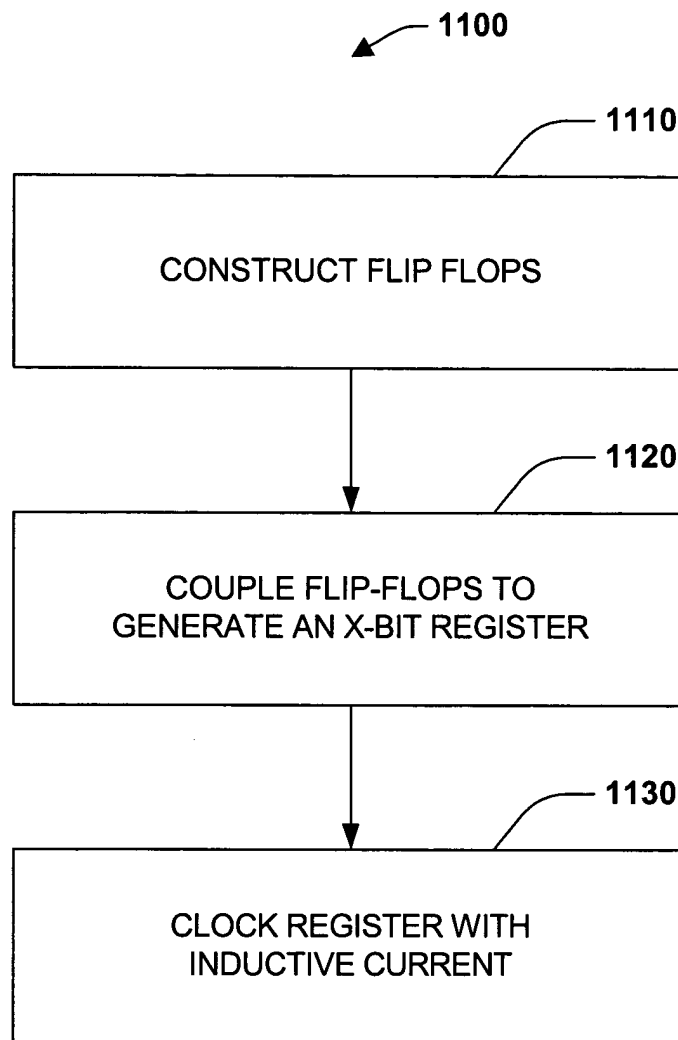 1100
1110
CONSTRUCT FLIP FLOPS
1120
COUPLE FLIP-FLOPS TO
GENERATE AN X-BIT REGISTER
1130
CLOCK REGISTER WITH
INDUCTIVE CURRENT